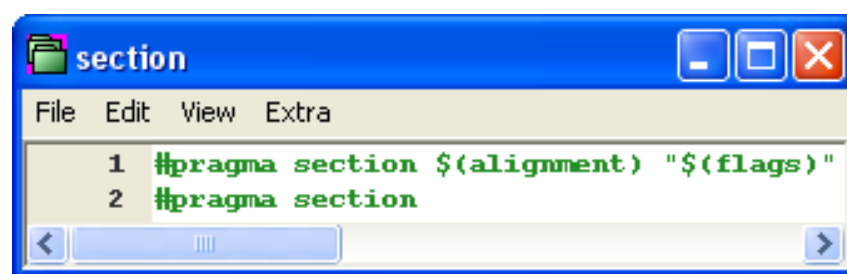 section
File Edit View Extra
1 #pragma section $(alignment) "$(flags)"
2 #pragma section